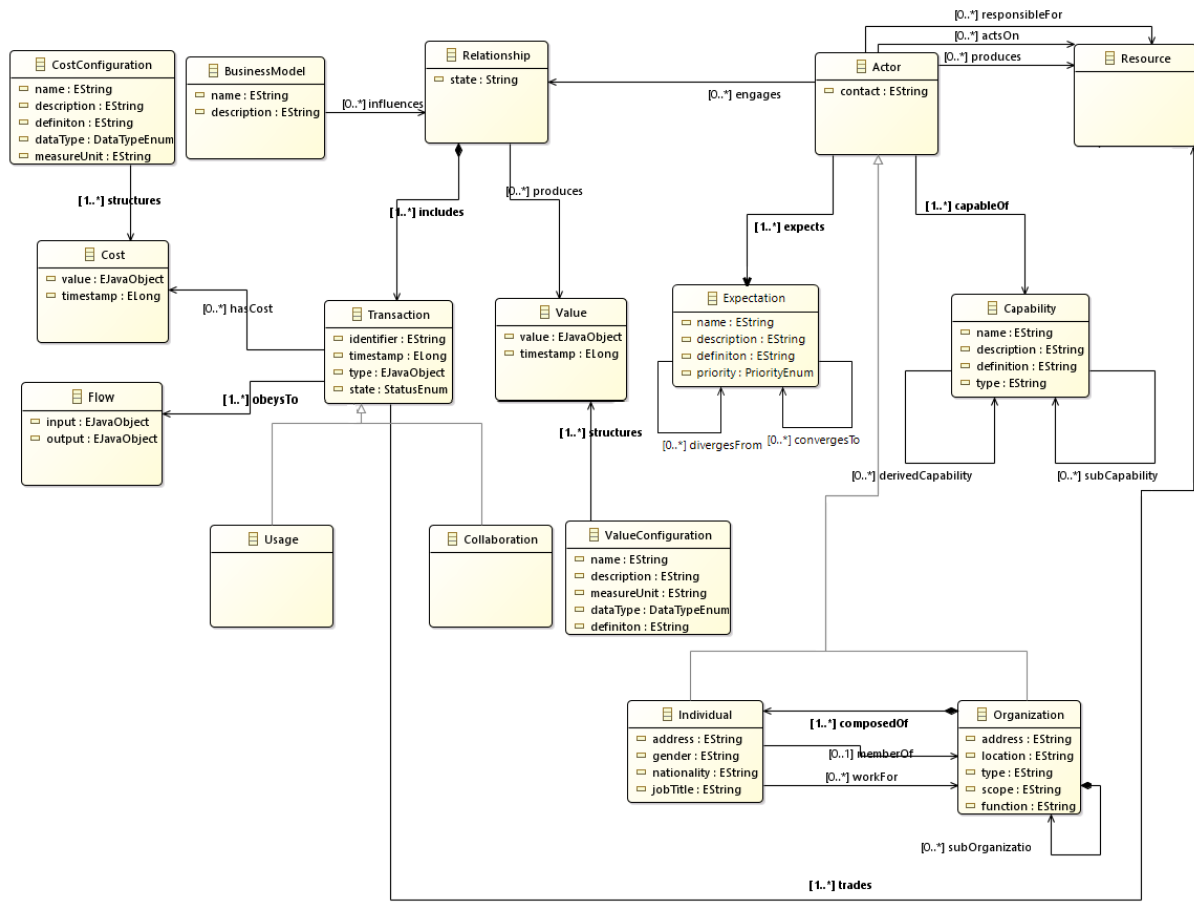 [0..*] responsibleFor
[0..*] actsOn
[0..*] produces
CostConfiguration
name : EString
description : EString
definiton : EString
dataType : DataTypeEnum
measureUnit : EString
BusinessModel
name : EString
description : EString
[0..*] influences
Relationship
state : String
[0..*] engages
Actor
contact : EString
Resource
[1..*] structures
[1..*] includes
[0..*] produces
[1..*] expects
[1..*] capableOf
Cost
value : EJavaObject
timestamp : ELong
[0..*] hasCost
Transaction
identifier : EString
timestamp : ELong
type : EJavaObject
state : StatusEnum
Value
value : EJavaObject
timestamp : ELong
Expectation
name : EString
description : EString
definiton : EString
priority : PriorityEnum
Capability
name : EString
description : EString
definition : EString
type : EString
Flow
input : EJavaObject
output : EJavaObject
[1..*] obeysTo
[1..*] structures
[0..*] divergesFrom
[0..*] convergesTo
[0..*] derivedCapability
[0..*] subCapability
Usage
Collaboration
ValueConfiguration
name : EString
description : EString
measureUnit : EString
dataType : DataTypeEnum
definiton : EString
Individual
address : EString
gender : EString
nationality : EString
jobTitle : EString
[1..*] composedOf
[0..1] memberOf
[0..*] workFor
Organization
address : EString
location : EString
type : EString
scope : EString
function : EString
[0..*] subOrganizatio
[1..*] trades